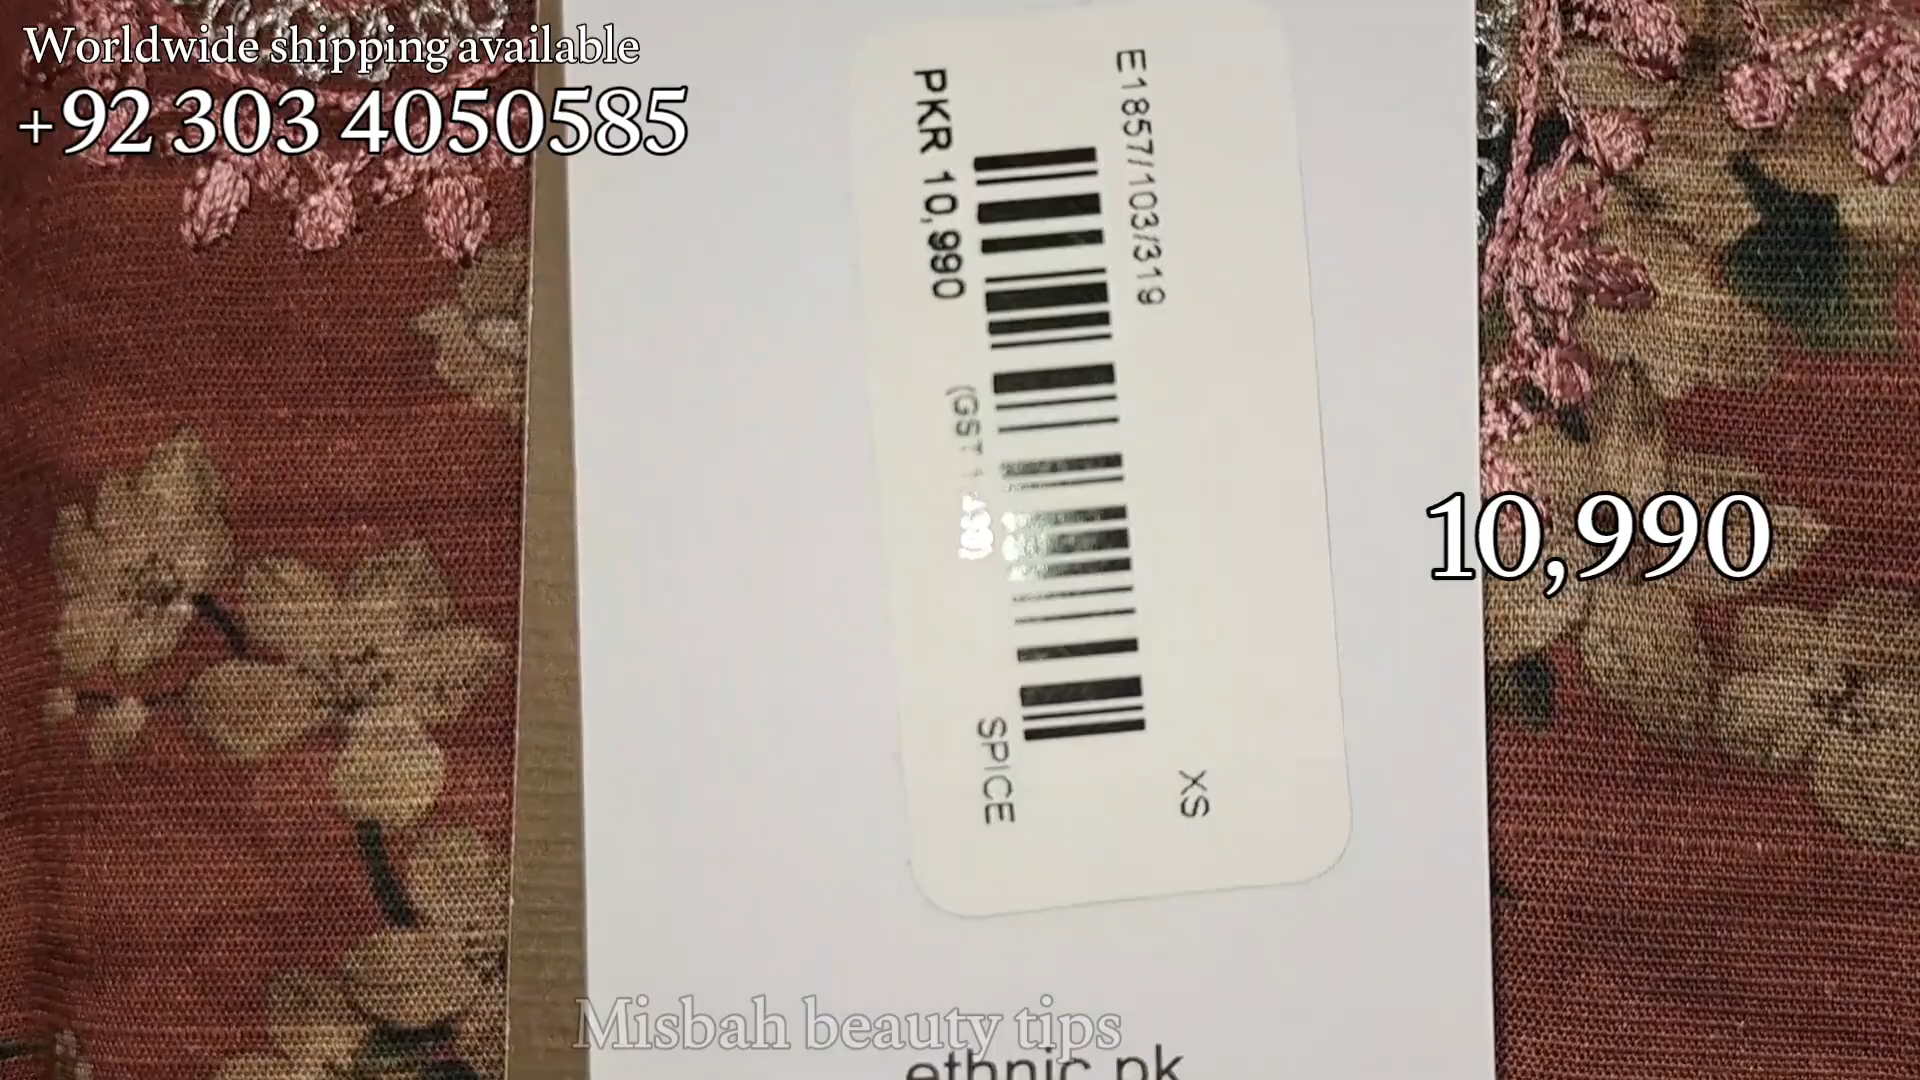 Worldwide shipping available
+92 303 4050585
E1857/103/319
PKR 10,990
(GST
SPICE
XS
10,990
Misbah beauty tips
ethnic.pk